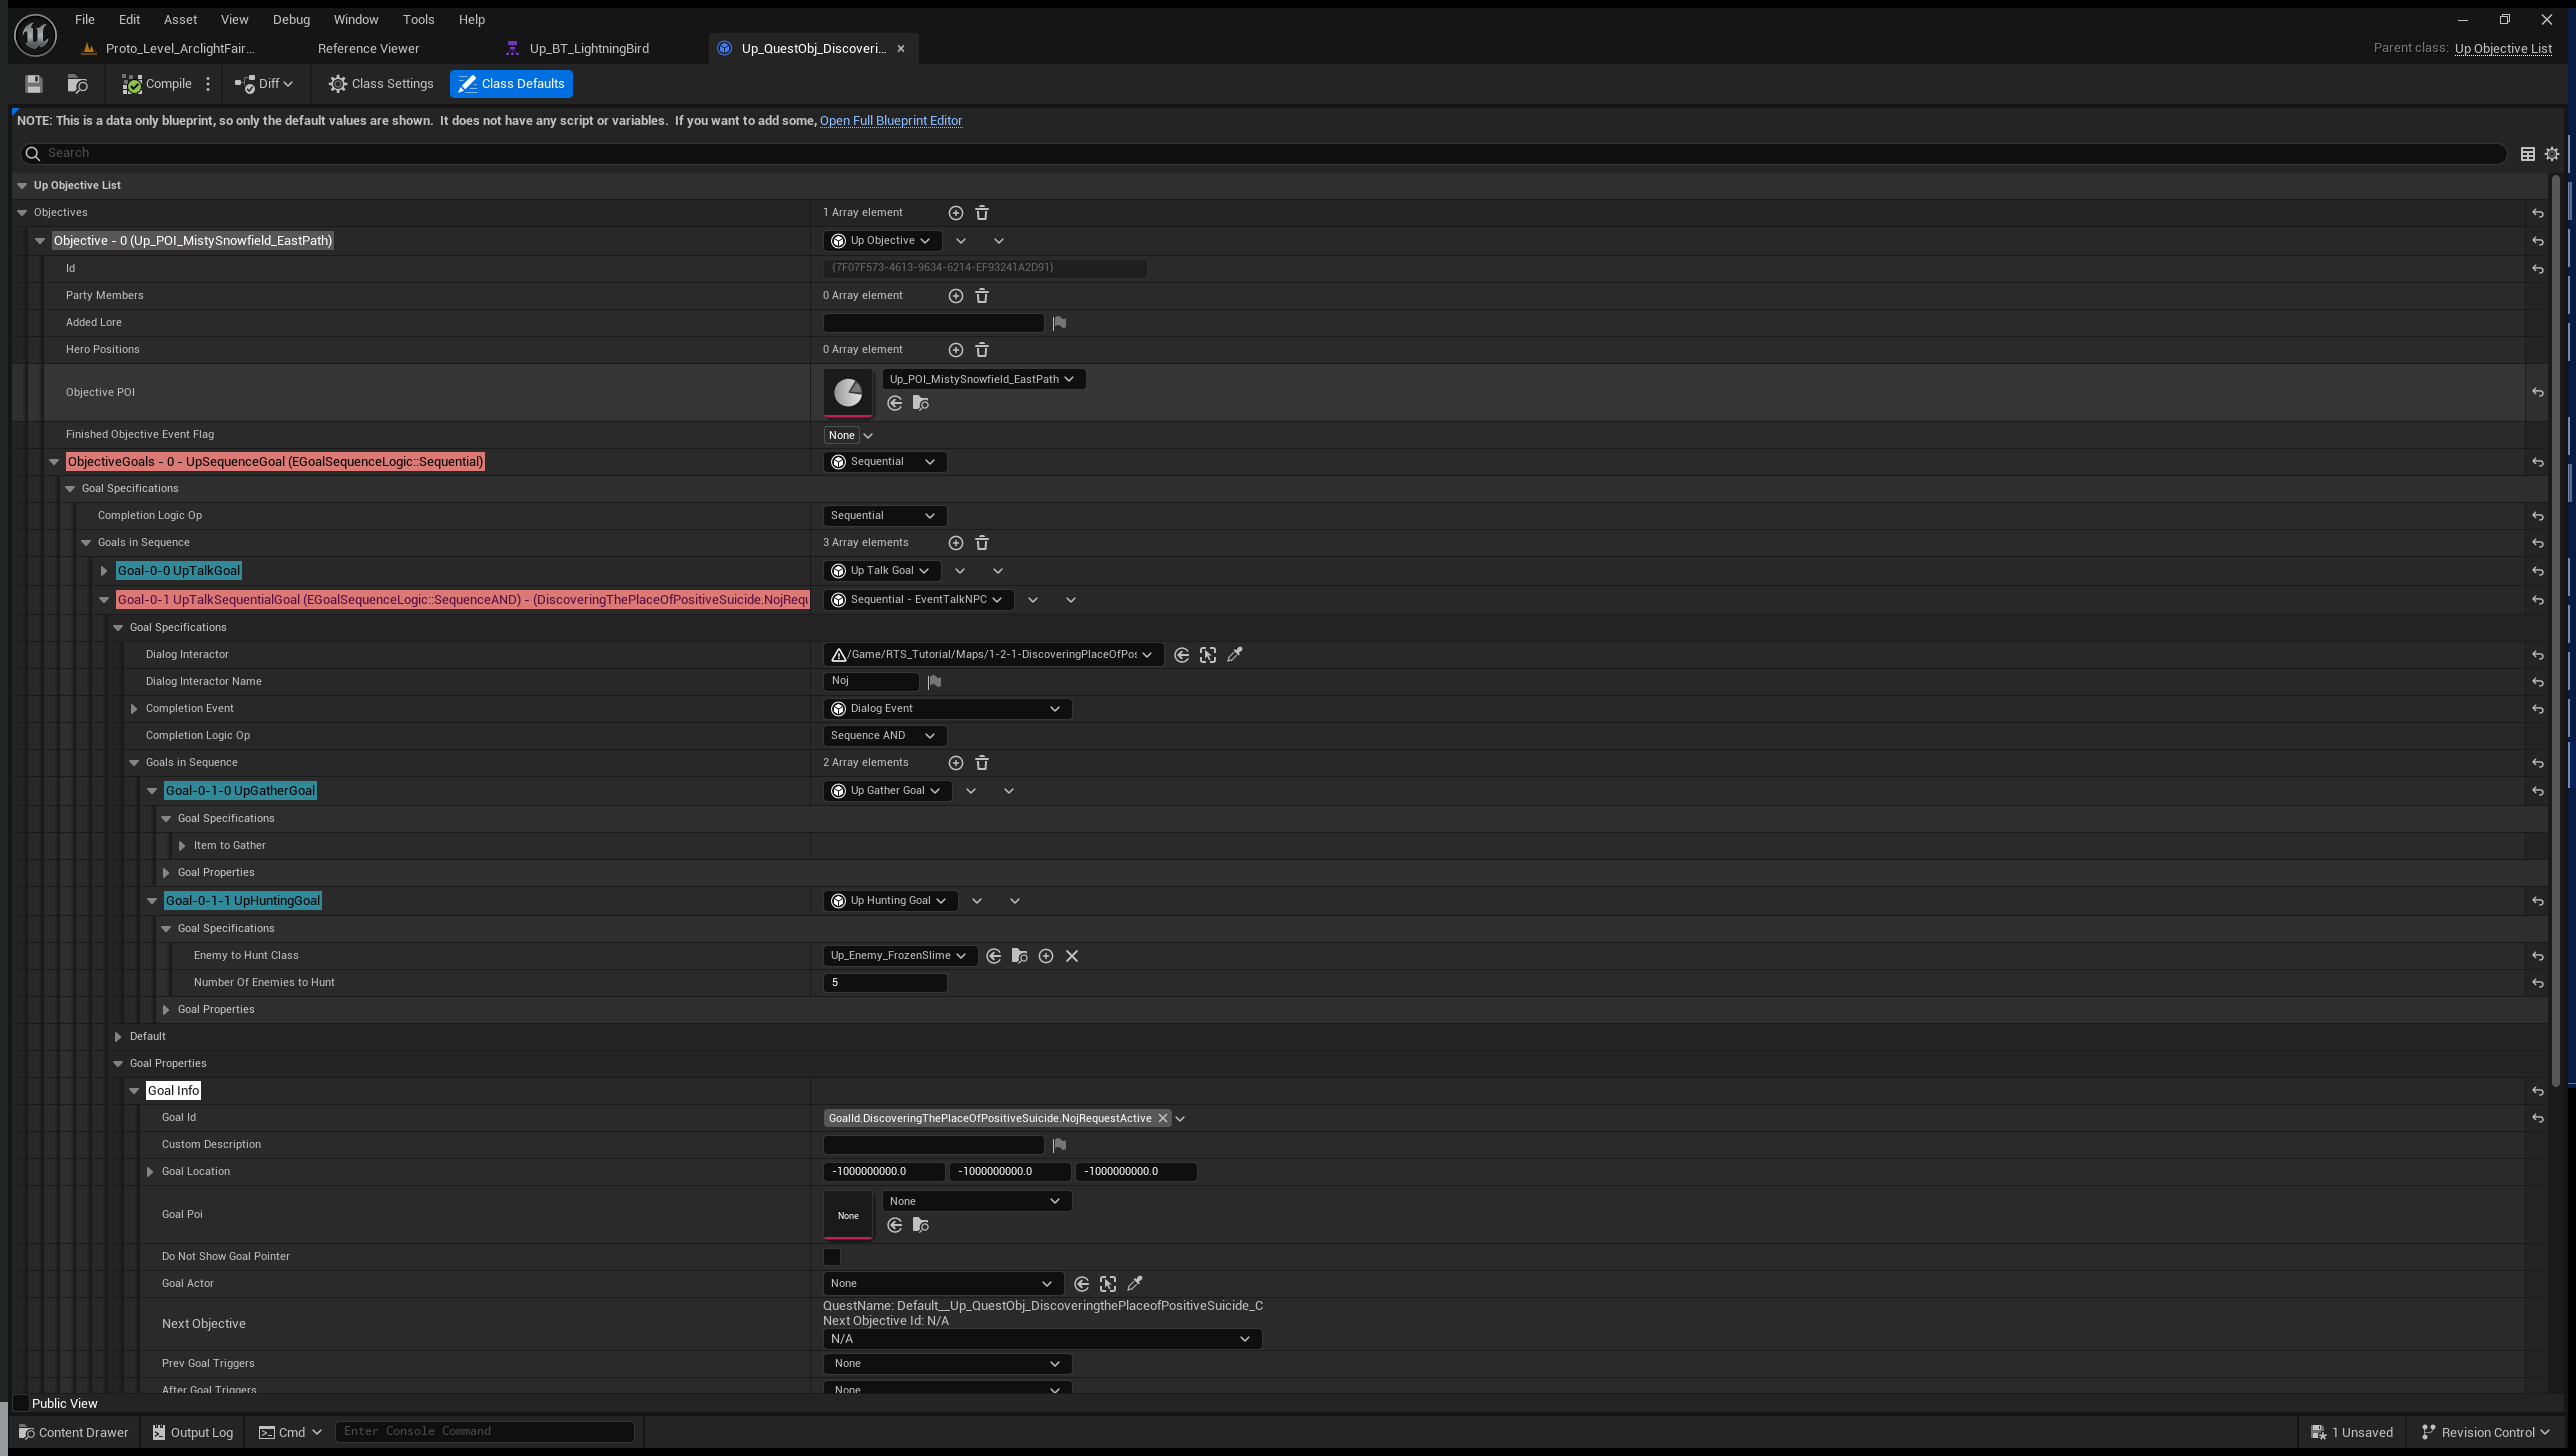 File Edit Asset View Debug Window Tools Help
Proto_Level_ArclightFair... Reference Viewer Up_BT_LightningBird Up_QuestObj_Discoveri... Parent class: Up Objective List
Compile Diff Class Settings Class Defaults
NOTE: This is a data only blueprint, so only the default values are shown. It does not have any script or variables. If you want to add some, Open Full Blueprint Editor
Search
Up Objective List
Objectives 1 Array element
Objective - 0 (Up_POI_MistySnowfield_EastPath) Up Objective
Id {7F07F573-4613-9634-6214-EF93241A2D91}
Party Members 0 Array element
Added Lore
Hero Positions 0 Array element
Objective POI Up_POI_MistySnowfield_EastPath
Finished Objective Event Flag None
ObjectiveGoals - 0 - UpSequenceGoal (EGoalSequenceLogic::Sequential) Sequential
Goal Specifications
Completion Logic Op Sequential
Goals in Sequence 3 Array elements
Goal-0-0 UpTalkGoal Up Talk Goal
Goal-0-1 UpTalkSequentialGoal (EGoalSequenceLogic::SequenceAND) - (DiscoveringThePlaceOfPositiveSuicide.NojRequ Sequential - EventTalkNPC
Goal Specifications
Dialog Interactor /Game/RTS_Tutorial/Maps/1-2-1-DiscoveringPlaceOfPos
Dialog Interactor Name Noj
Completion Event Dialog Event
Completion Logic Op Sequence AND
Goals in Sequence 2 Array elements
Goal-0-1-0 UpGatherGoal Up Gather Goal
Goal Specifications
Item to Gather
Goal Properties
Goal-0-1-1 UpHuntingGoal Up Hunting Goal
Goal Specifications
Enemy to Hunt Class Up_Enemy_FrozenSlime
Number Of Enemies to Hunt 5
Goal Properties
Default
Goal Properties
Goal Info
Goal Id GoalId.DiscoveringThePlaceOfPositiveSuicide.NojRequestActive
Custom Description
Goal Location -1000000000.0 -1000000000.0 -1000000000.0
Goal Poi None None
Do Not Show Goal Pointer
Goal Actor None
QuestName: Default__Up_QuestObj_DiscoveringthePlaceofPositiveSuicide_C
Next Objective Next Objective Id: N/A
N/A
Prev Goal Triggers None
After Goal Triggers None
Public View
Content Drawer Output Log Cmd Enter Console Command 1 Unsaved Revision Control